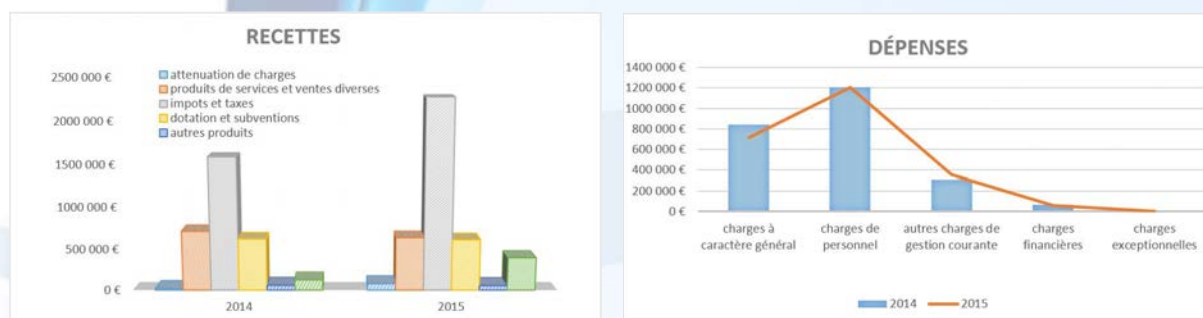 RECETTES
2500 000 €
2000 000 €
1500 000 €
1000 000 €
500 000 €
0 €
attenuation de charges
produits de services et ventes diverses
impots et taxes
dotation et subventions
autres produits
2014
2015
DÉPENSES
1400 000 €
1200 000 €
1000 000 €
800 000 €
600 000 €
400 000 €
200 000 €
0 €
charges à
caractère général
charges de
personnel
autres charges de
gestion courante
charges
financières
charges
exceptionnelles
2014
2015